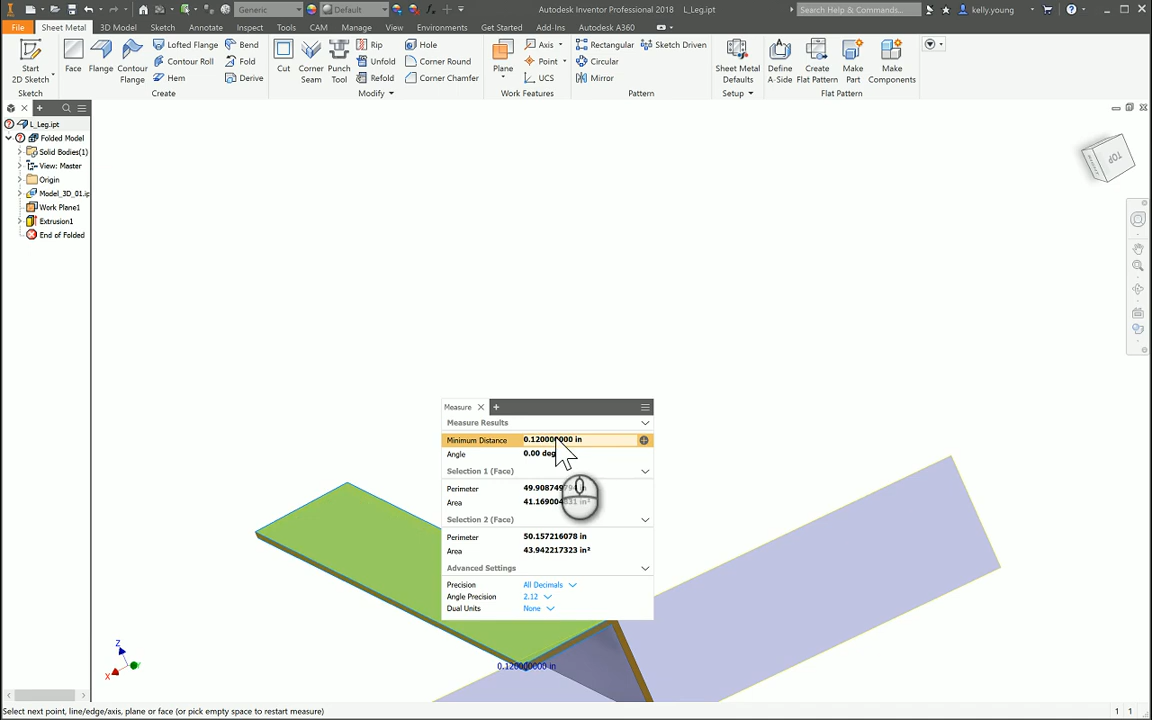 Generic
Default
Autodesk Inventor Professional 2018 L_Leg.ipt
Search Help & Commands...
kelly.young
File Sheet Metal 3D Model Sketch Annotate Inspect Tools CAM Manage View Environments Get Started Add-Ins Autodesk A360
Start 2D Sketch
Sketch
Face
Flange
Contour Flange
Lofted Flange
Contour Roll
Hem
Bend
Fold
Derive
Create
Cut
Corner Seam
Punch Tool
Rip
Unfold
Refold
Hole
Corner Round
Corner Chamfer
Modify
Plane
Axis
Point
UCS
Work Features
Rectangular
Circular
Mirror
Sketch Driven
Pattern
Sheet Metal Defaults
Setup
Define A-Side
Create Flat Pattern
Make Part
Make Components
Flat Pattern
L_Leg.ipt
Folded Model
Solid Bodies(1)
View: Master
Origin
Model_3D_01.ip
Work Plane1
Extrusion1
End of Folded
TOP
Measure
Measure Results
Minimum Distance 0.120000000 in
Angle 0.00 deg
Selection 1 (Face)
Perimeter
Area
Selection 2 (Face)
Perimeter 50.157216078 in
Area 43.942217323 in²
Advanced Settings
Precision All Decimals
Angle Precision 2.12
Dual Units None
0.120000000 in
Z
X
Select next point, line/edge/axis, plane or face (or pick empty space to restart measure)
1 1